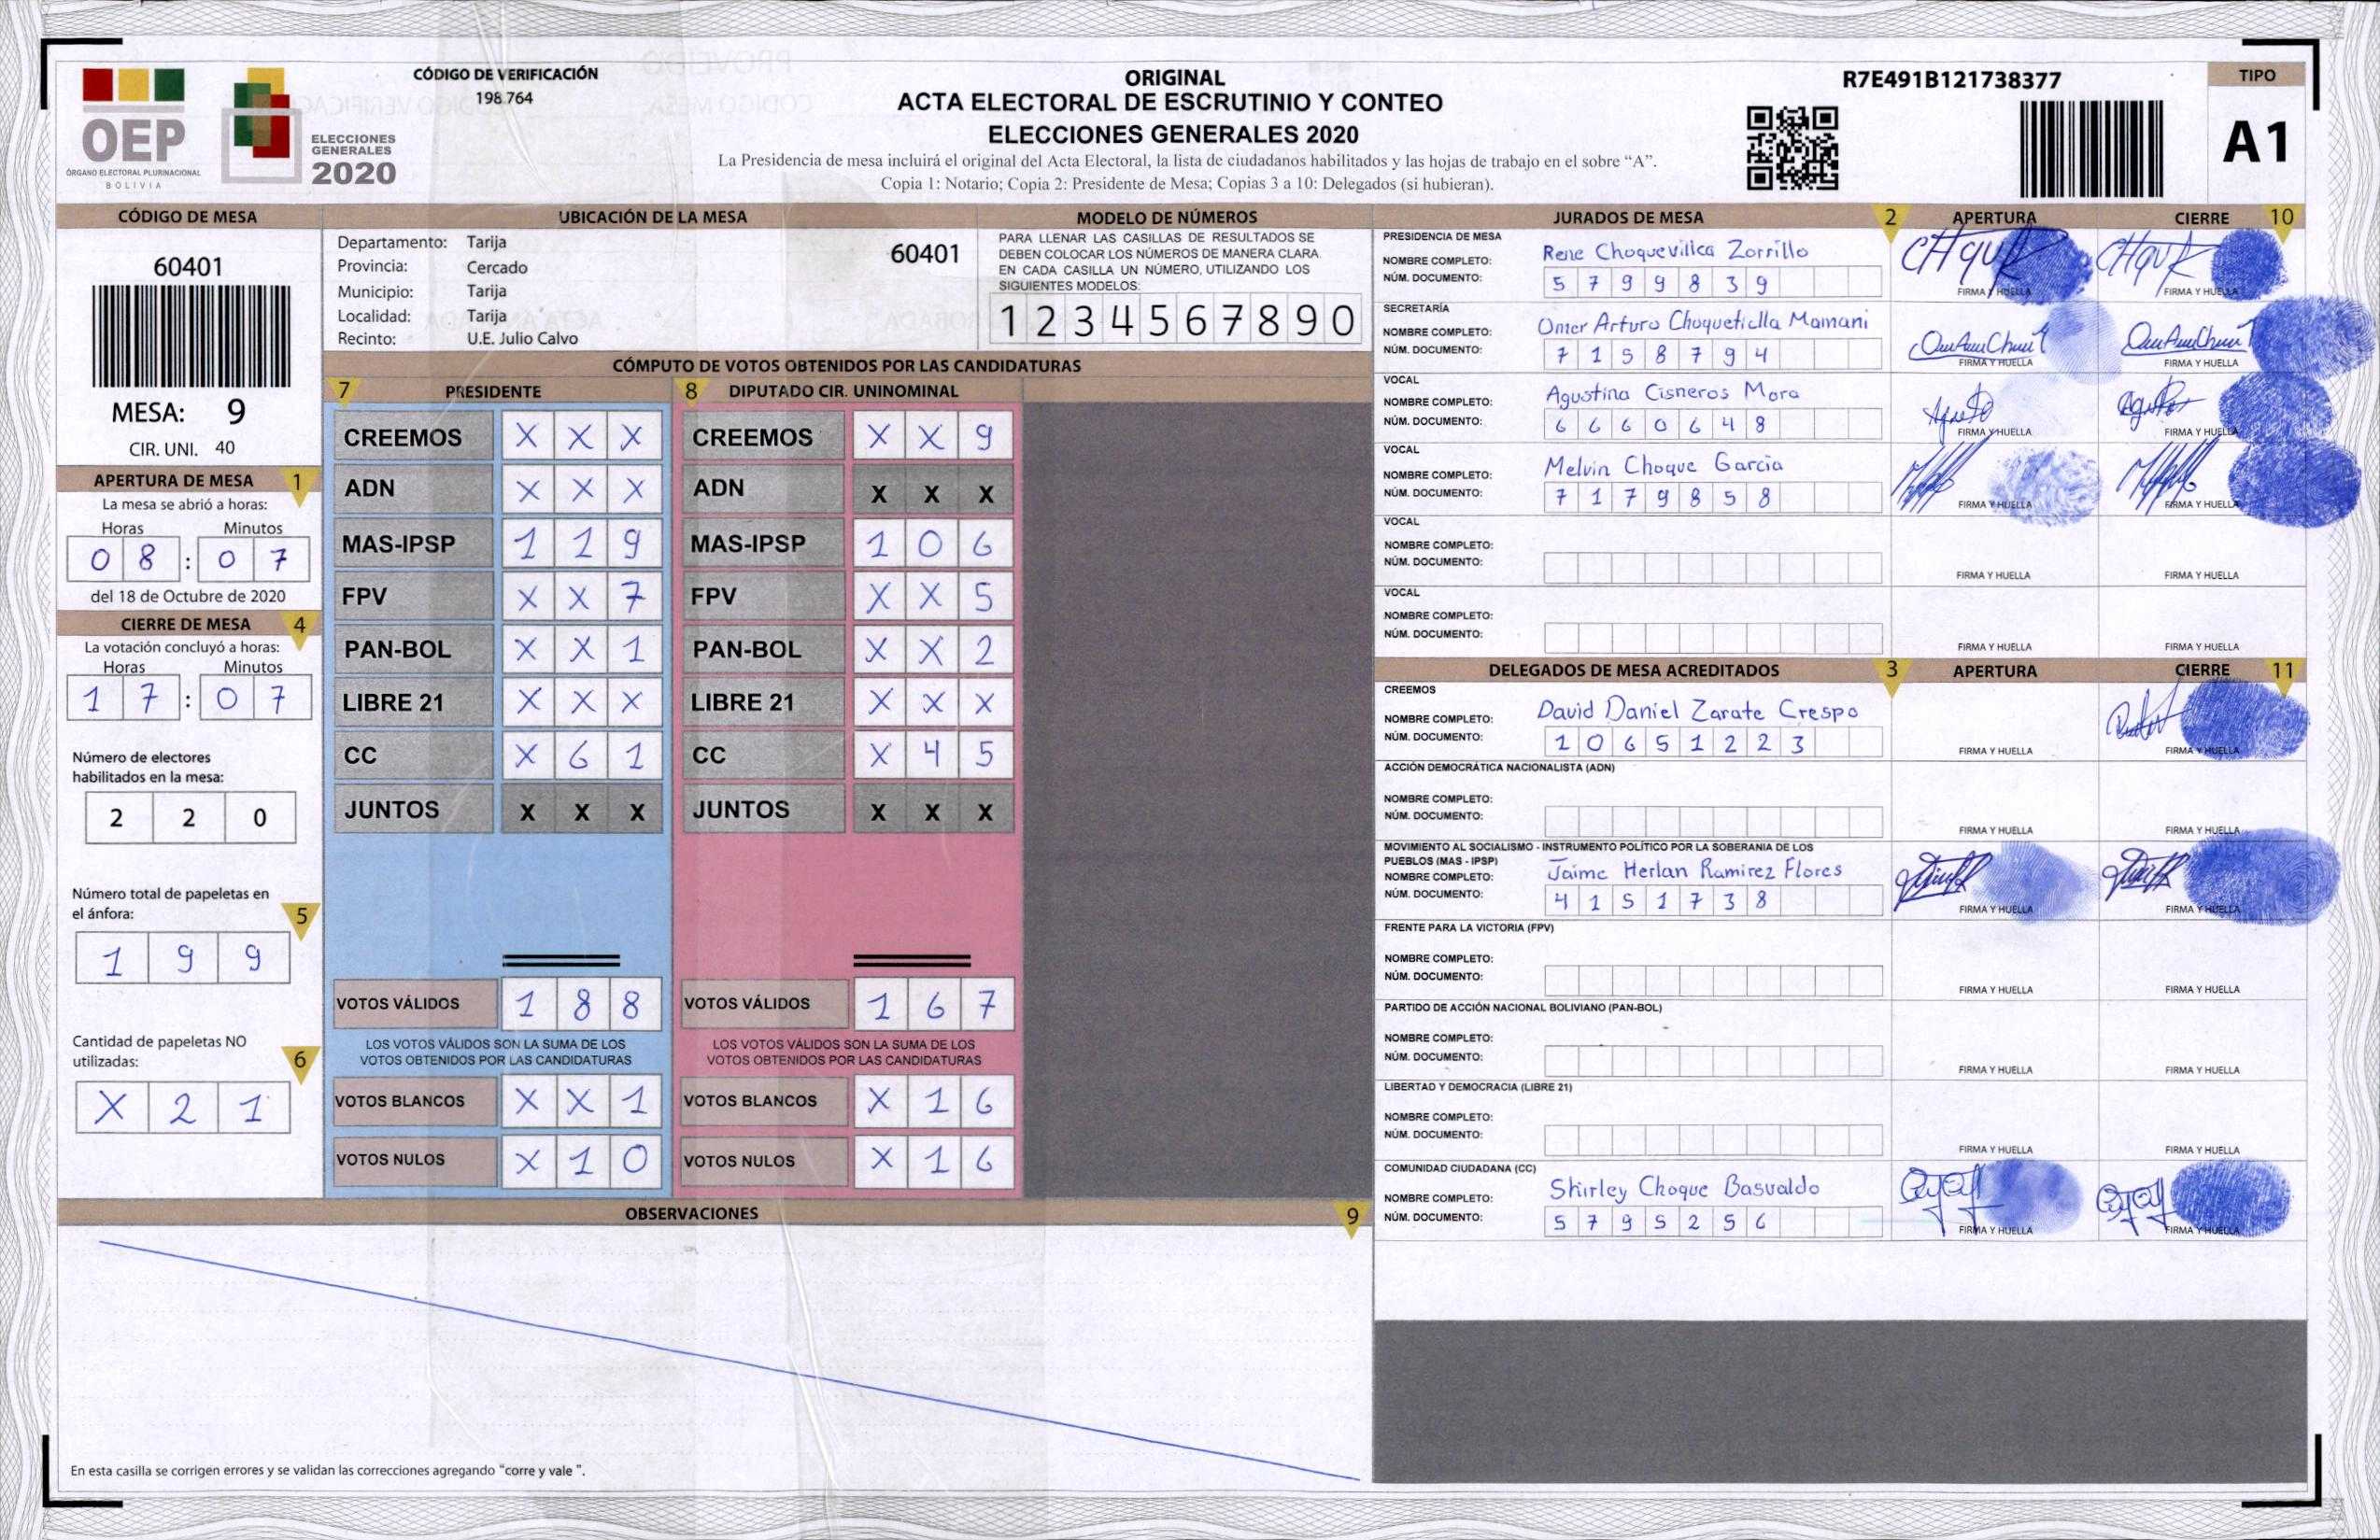 OEP
ÓRGANO ELECTORAL PLURINACIONAL
BOLIVIA
ELECCIONES
GENERALES
2020
CÓDIGO DE VERIFICACIÓN
198764
ORIGINAL
ACTA ELECTORAL DE ESCRUTINIO Y CONTEO
ELECCIONES GENERALES 2020
La Presidencia de mesa incluirá el original del Acta Electoral, la lista de ciudadanos habilitados y las hojas de trabajo en el sobre “A”.
Copia 1: Notario; Copia 2: Presidente de Mesa; Copias 3 a 10: Delegados (si hubieran).
R7E491B121738377
TIPO
A1
CÓDIGO DE MESA
60401
MESA: 9
CIR. UNI. 40
APERTURA DE MESA 1
La mesa se abrió a horas:
Horas Minutos
0 8 : 0 7
del 18 de Octubre de 2020
CIERRE DE MESA 4
La votación concluyó a horas:
Horas Minutos
1 7 : 0 7
Número de electores
habilitados en la mesa:
2 2 0
Número total de papeletas en
el ánfora: 5
1 9 9
Cantidad de papeletas NO
utilizadas: 6
X 2 1
UBICACIÓN DE LA MESA
Departamento: Tarija
Provincia: Cercado
Municipio: Tarija
Localidad: Tarija
Recinto: U.E. Julio Calvo
60401
MODELO DE NÚMEROS
PARA LLENAR LAS CASILLAS DE RESULTADOS SE
DEBEN COLOCAR LOS NÚMEROS DE MANERA CLARA.
EN CADA CASILLA UN NÚMERO, UTILIZANDO LOS
SIGUIENTES MODELOS:
1 2 3 4 5 6 7 8 9 0
CÓMPUTO DE VOTOS OBTENIDOS POR LAS CANDIDATURAS
7 PRESIDENTE
CREEMOS X X X
ADN X X X
MAS-IPSP 1 1 9
FPV X X 7
PAN-BOL X X 1
LIBRE 21 X X X
CC X 6 1
JUNTOS X X X
VOTOS VÁLIDOS 1 8 8
LOS VOTOS VÁLIDOS SON LA SUMA DE LOS
VOTOS OBTENIDOS POR LAS CANDIDATURAS
VOTOS BLANCOS X X 1
VOTOS NULOS X 1 0
8 DIPUTADO CIR. UNINOMINAL
CREEMOS X X 9
ADN X X X
MAS-IPSP 1 0 6
FPV X X 5
PAN-BOL X X 2
LIBRE 21 X X X
CC X 4 5
JUNTOS X X X
VOTOS VÁLIDOS 1 6 7
LOS VOTOS VÁLIDOS SON LA SUMA DE LOS
VOTOS OBTENIDOS POR LAS CANDIDATURAS
VOTOS BLANCOS X 1 6
VOTOS NULOS X 1 6
OBSERVACIONES 9
En esta casilla se corrigen errores y se validan las correcciones agregando “corre y vale ”.
JURADOS DE MESA 2 APERTURA CIERRE 10
PRESIDENCIA DE MESA
NOMBRE COMPLETO: Rene Choquevilca Zorrillo
NÚM. DOCUMENTO: 5 7 9 9 8 3 9
FIRMA Y HUELLA FIRMA Y HUELLA
SECRETARÍA
NOMBRE COMPLETO: Omer Arturo Choqueticlla Mamani
NÚM. DOCUMENTO: 7 1 5 8 7 9 4
FIRMA Y HUELLA FIRMA Y HUELLA
VOCAL
NOMBRE COMPLETO: Agustina Cisneros Mora
NÚM. DOCUMENTO: 6 6 6 0 6 4 8
FIRMA Y HUELLA FIRMA Y HUELLA
VOCAL
NOMBRE COMPLETO: Melvin Choque Garcia
NÚM. DOCUMENTO: 7 1 7 9 8 5 8
FIRMA Y HUELLA FIRMA Y HUELLA
VOCAL
NOMBRE COMPLETO:
NÚM. DOCUMENTO:
FIRMA Y HUELLA FIRMA Y HUELLA
VOCAL
NOMBRE COMPLETO:
NÚM. DOCUMENTO:
FIRMA Y HUELLA FIRMA Y HUELLA
DELEGADOS DE MESA ACREDITADOS 3 APERTURA CIERRE 11
CREEMOS
NOMBRE COMPLETO: David Daniel Zarate Crespo
NÚM. DOCUMENTO: 1 0 6 5 1 2 2 3
FIRMA Y HUELLA FIRMA Y HUELLA
ACCIÓN DEMOCRÁTICA NACIONALISTA (ADN)
NOMBRE COMPLETO:
NÚM. DOCUMENTO:
FIRMA Y HUELLA FIRMA Y HUELLA
MOVIMIENTO AL SOCIALISMO - INSTRUMENTO POLÍTICO POR LA SOBERANIA DE LOS
PUEBLOS (MAS - IPSP)
NOMBRE COMPLETO: Jaime Herlan Ramirez Flores
NÚM. DOCUMENTO: 4 1 5 1 7 3 8
FIRMA Y HUELLA FIRMA Y HUELLA
FRENTE PARA LA VICTORIA (FPV)
NOMBRE COMPLETO:
NÚM. DOCUMENTO:
FIRMA Y HUELLA FIRMA Y HUELLA
PARTIDO DE ACCIÓN NACIONAL BOLIVIANO (PAN-BOL)
NOMBRE COMPLETO:
NÚM. DOCUMENTO:
FIRMA Y HUELLA FIRMA Y HUELLA
LIBERTAD Y DEMOCRACIA (LIBRE 21)
NOMBRE COMPLETO:
NÚM. DOCUMENTO:
FIRMA Y HUELLA FIRMA Y HUELLA
COMUNIDAD CIUDADANA (CC)
NOMBRE COMPLETO: Shirley Choque Basualdo
NÚM. DOCUMENTO: 5 7 9 5 2 5 6
FIRMA Y HUELLA FIRMA Y HUELLA